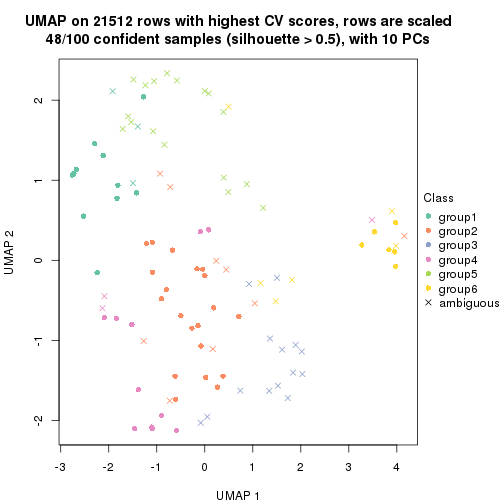 UMAP on 21512 rows with highest CV scores, rows are scaled
48/100 confident samples (silhouette > 0.5), with 10 PCs
2
1
0
-1
-2
UMAP 2
-3 -2 -1 0 1 2 3 4
UMAP 1
Class
group1
group2
group3
group4
group5
group6
ambiguous